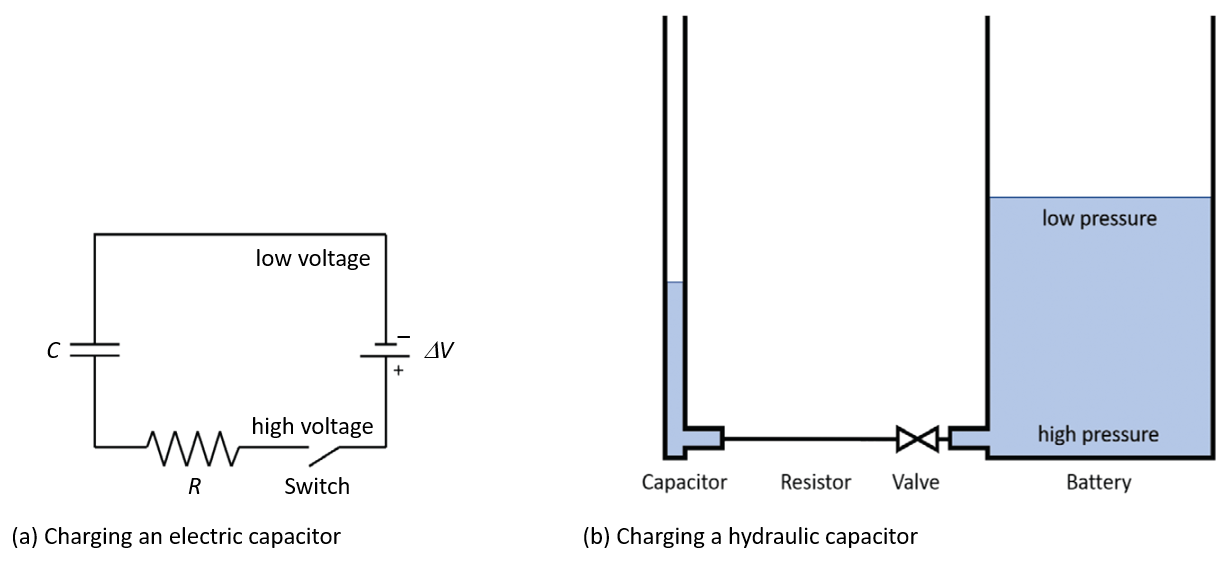 low voltage
C
−
ΔV
+
high voltage
R
Switch
(a) Charging an electric capacitor
low pressure
high pressure
Capacitor
Resistor
Valve
Battery
(b) Charging a hydraulic capacitor